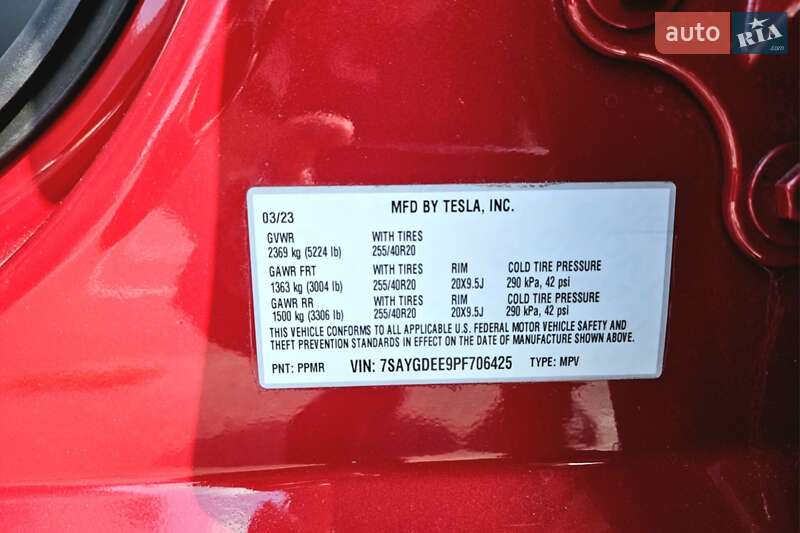 auto RIA .com
03/23 MFD BY TESLA, INC.
GVWR WITH TIRES
2369 kg (5224 lb) 255/40R20
GAWR FRT WITH TIRES RIM COLD TIRE PRESSURE
1363 kg (3004 lb) 255/40R20 20X9.5J 290 kPa, 42 psi
GAWR RR WITH TIRES RIM COLD TIRE PRESSURE
1500 kg (3306 lb) 255/40R20 20X9.5J 290 kPa, 42 psi
THIS VEHICLE CONFORMS TO ALL APPLICABLE U.S. FEDERAL MOTOR VEHICLE SAFETY AND
THEFT PREVENTION STANDARDS IN EFFECT ON THE DATE OF MANUFACTURE SHOWN ABOVE.
PNT: PPMR VIN: 7SAYGDEE9PF706425 TYPE: MPV